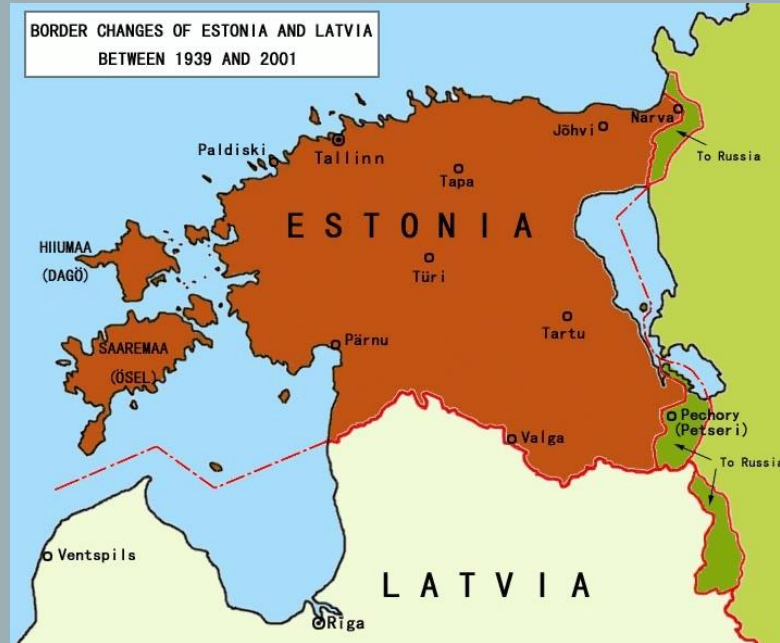 BORDER CHANGES OF ESTONIA AND LATVIA
BETWEEN 1939 AND 2001
Narva
Jõhvi
Paldiski
Tallinn
To Russia
Tapa
ESTONIA
HIIUMAA
(DAGÖ)
Türi
Tartu
Pärnu
SAAREMAA
(ÖSEL)
Pechory
(Petseri)
Valga
To Russia
Ventspils
LATVIA
Rīga